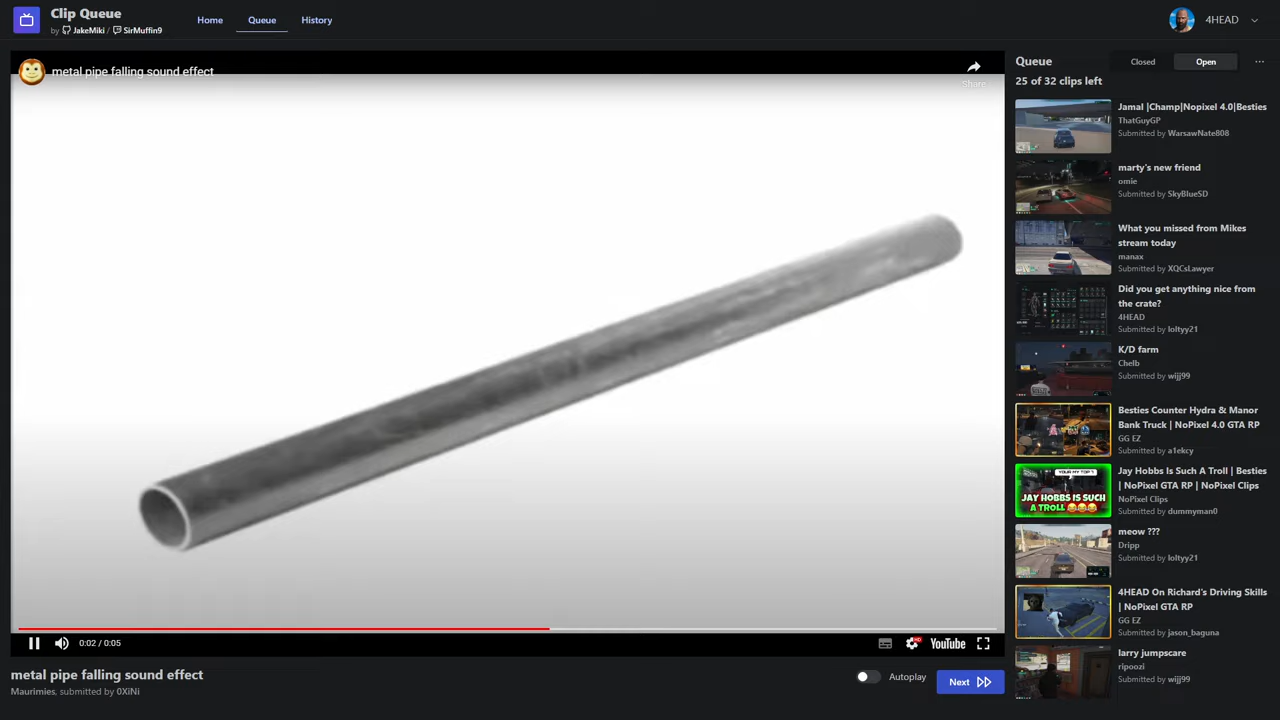 Clip Queue
by JakeMiki / SirMuffin9
Home
Queue
History
4HEAD
metal pipe falling sound effect
Share
0:02 / 0:05
YouTube
metal pipe falling sound effect
Maurimies, submitted by 0XiNi
Autoplay
Next
Queue
Closed
Open
25 of 32 clips left
Jamal |Champ|Nopixel 4.0|Besties
ThatGuyGP
Submitted by WarsawNate808
marty's new friend
omie
Submitted by SkyBlueSD
What you missed from Mikes
stream today
manax
Submitted by XQCsLawyer
Did you get anything nice from
the crate?
4HEAD
Submitted by loltyy21
K/D farm
Chelb
Submitted by wijj99
Besties Counter Hydra & Manor
Bank Truck | NoPixel 4.0 GTA RP
GG EZ
Submitted by a1ekcy
YOUR MY TOP 1
JAY HOBBS IS SUCH
A TROLL
Jay Hobbs Is Such A Troll | Besties
| NoPixel GTA RP | NoPixel Clips
NoPixel Clips
Submitted by dummyman0
meow ???
Dripp
Submitted by loltyy21
4HEAD On Richard's Driving Skills
| NoPixel GTA RP
GG EZ
Submitted by jason_baguna
larry jumpscare
ripoozi
Submitted by wijj99